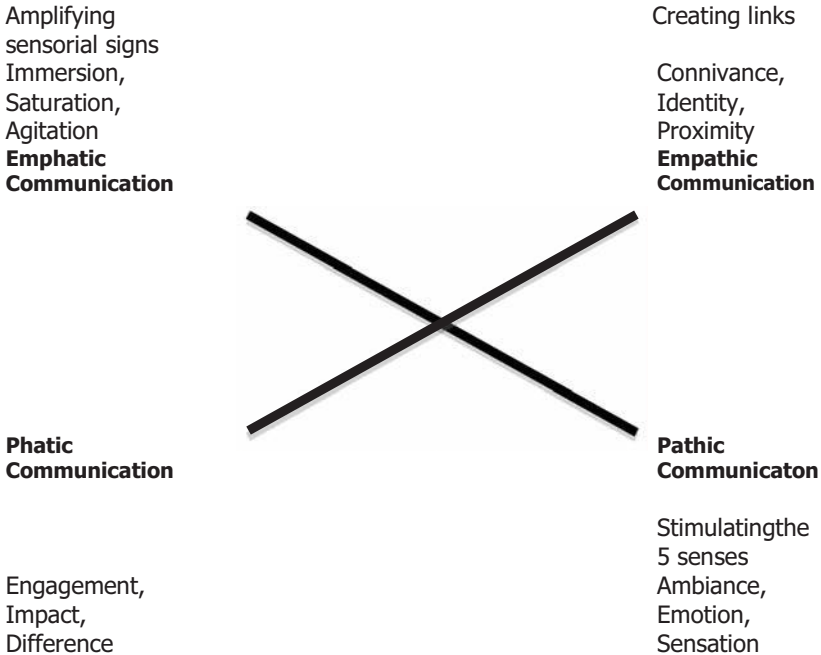 Amplifying
sensorial signs
Immersion,
Saturation,
Agitation
Emphatic
Communication
Creating links
Connivance,
Identity,
Proximity
Empathic
Communication
Phatic
Communication
Engagement,
Impact,
Difference
Pathic
Communicaton
Stimulatingthe
5 senses
Ambiance,
Emotion,
Sensation